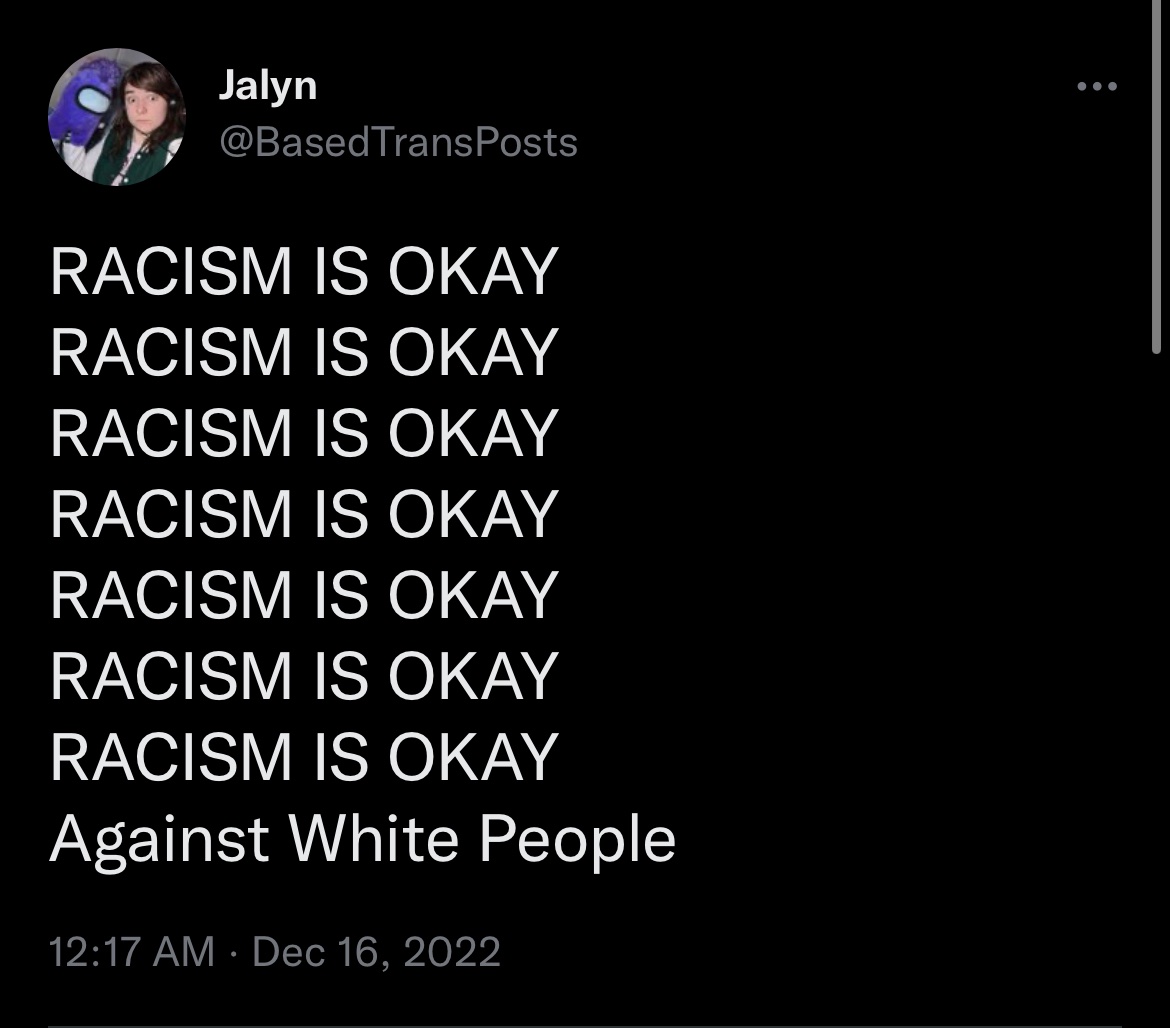 Jalyn
@BasedTransPosts
RACISM IS OKAY
RACISM IS OKAY
RACISM IS OKAY
RACISM IS OKAY
RACISM IS OKAY
RACISM IS OKAY
RACISM IS OKAY
Against White People
12:17 AM · Dec 16, 2022